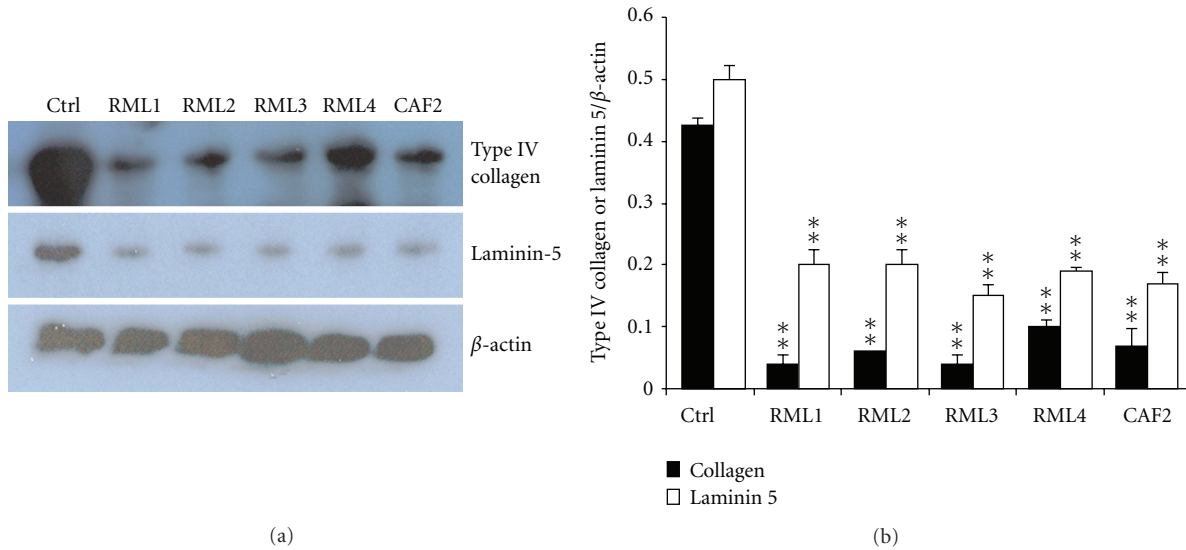 Ctrl RML1 RML2 RML3 RML4 CAF2
Type IV
collagen
Laminin-5
β-actin
(a)
Type IV collagen or laminin 5/β-actin
0.6
0.5
0.4
0.3
0.2
0.1
0
** ** ** ** ** ** ** ** ** **
Ctrl RML1 RML2 RML3 RML4 CAF2
Collagen
Laminin 5
(b)